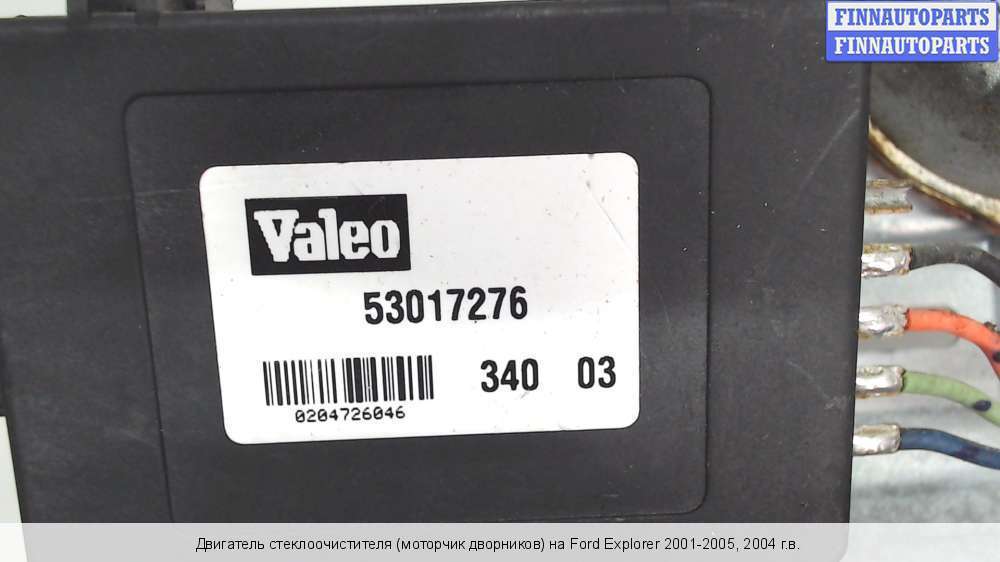 FINNAUTOPARTS
FINNAUTOPARTS
Valeo
53017276
340 03
0204726046
Двигатель стеклоочистителя (моторчик дворников) на Ford Explorer 2001-2005, 2004 г.в.